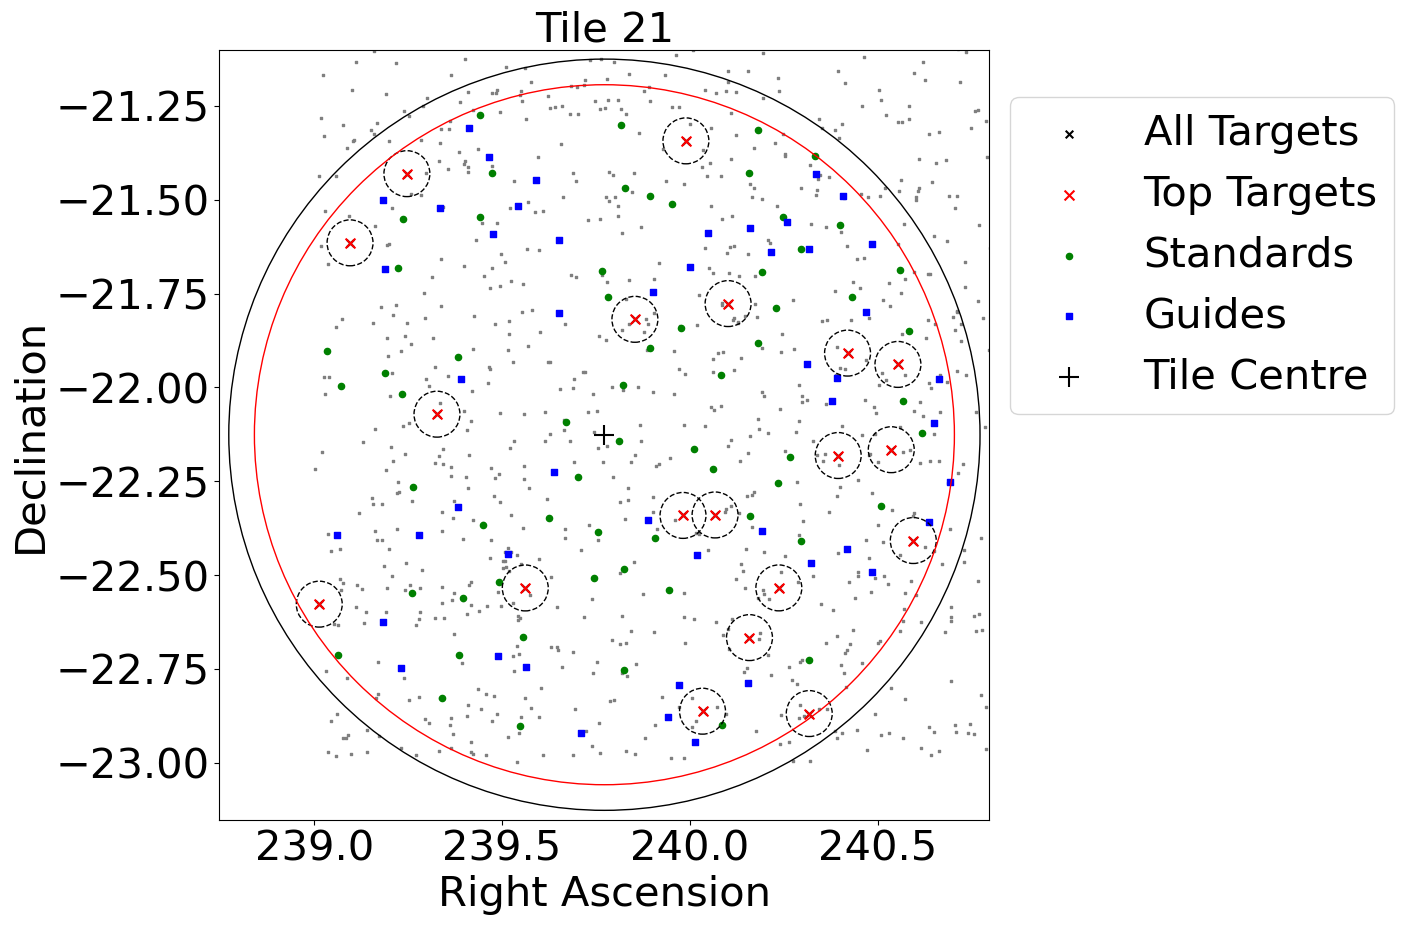 Tile 21
−21.25
−21.50
−21.75
−22.00
−22.25
−22.50
−22.75
−23.00
Declination
239.0 239.5 240.0 240.5
Right Ascension
All Targets
Top Targets
Standards
Guides
Tile Centre